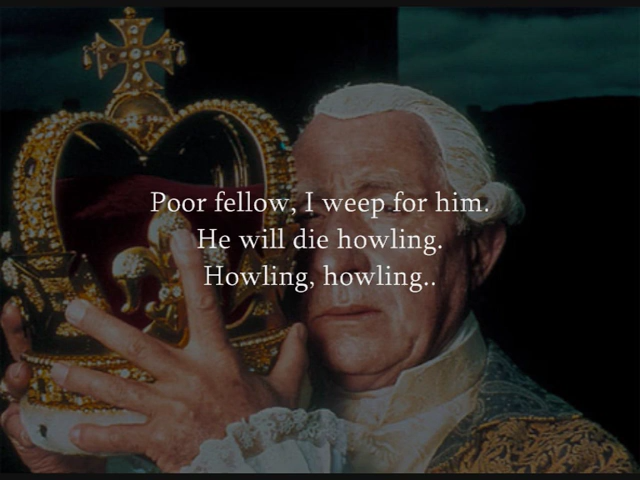 Poor fellow, I weep for him.
He will die howling.
Howling, howling..